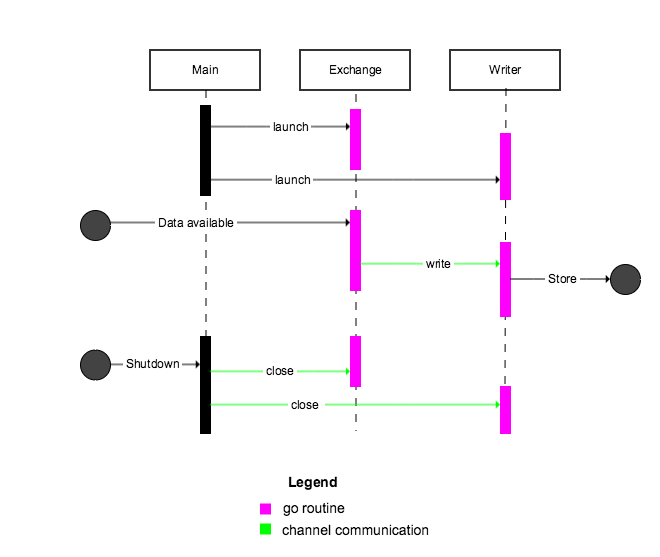 Main
Exchange
Writer
launch
launch
Data available
write
Store
Shutdown
close
close
Legend
go routine
channel communication